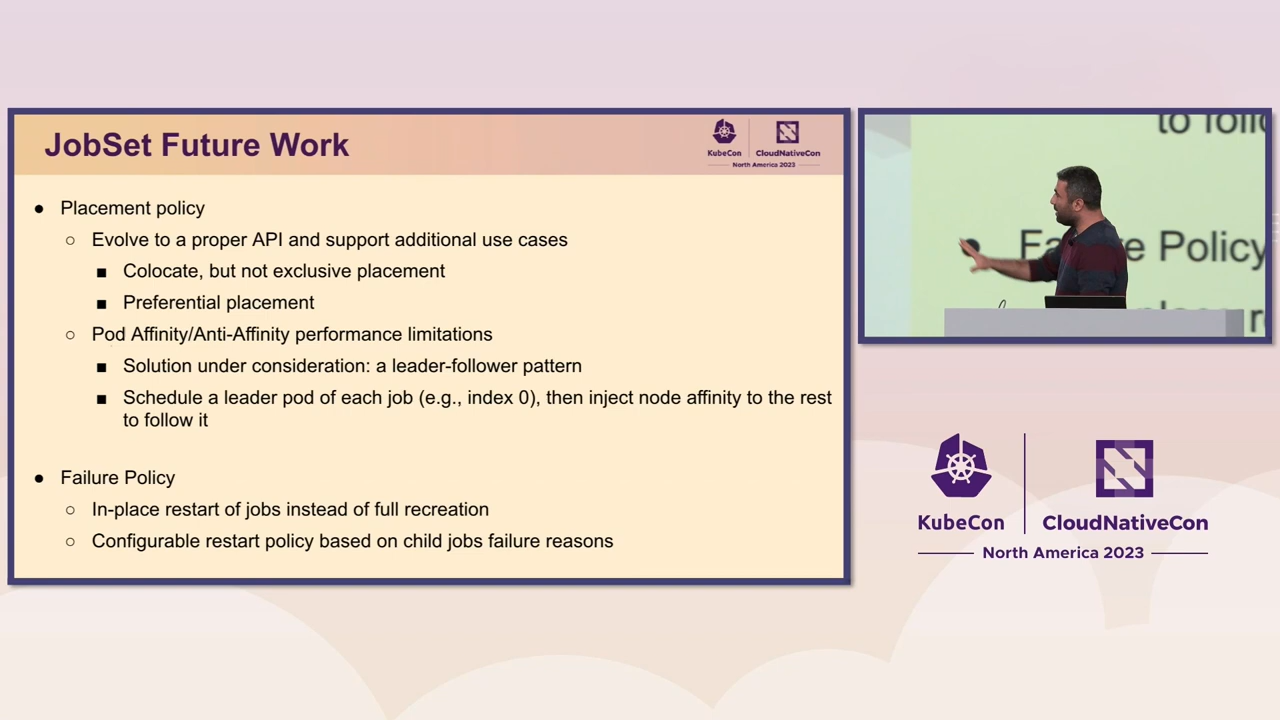 JobSet Future Work
KubeCon
CloudNativeCon
North America 2023
● Placement policy
○ Evolve to a proper API and support additional use cases
■ Colocate, but not exclusive placement
■ Preferential placement
○ Pod Affinity/Anti-Affinity performance limitations
■ Solution under consideration: a leader-follower pattern
■ Schedule a leader pod of each job (e.g., index 0), then inject node affinity to the rest
to follow it
● Failure Policy
○ In-place restart of jobs instead of full recreation
○ Configurable restart policy based on child jobs failure reasons
KubeCon
CloudNativeCon
North America 2023